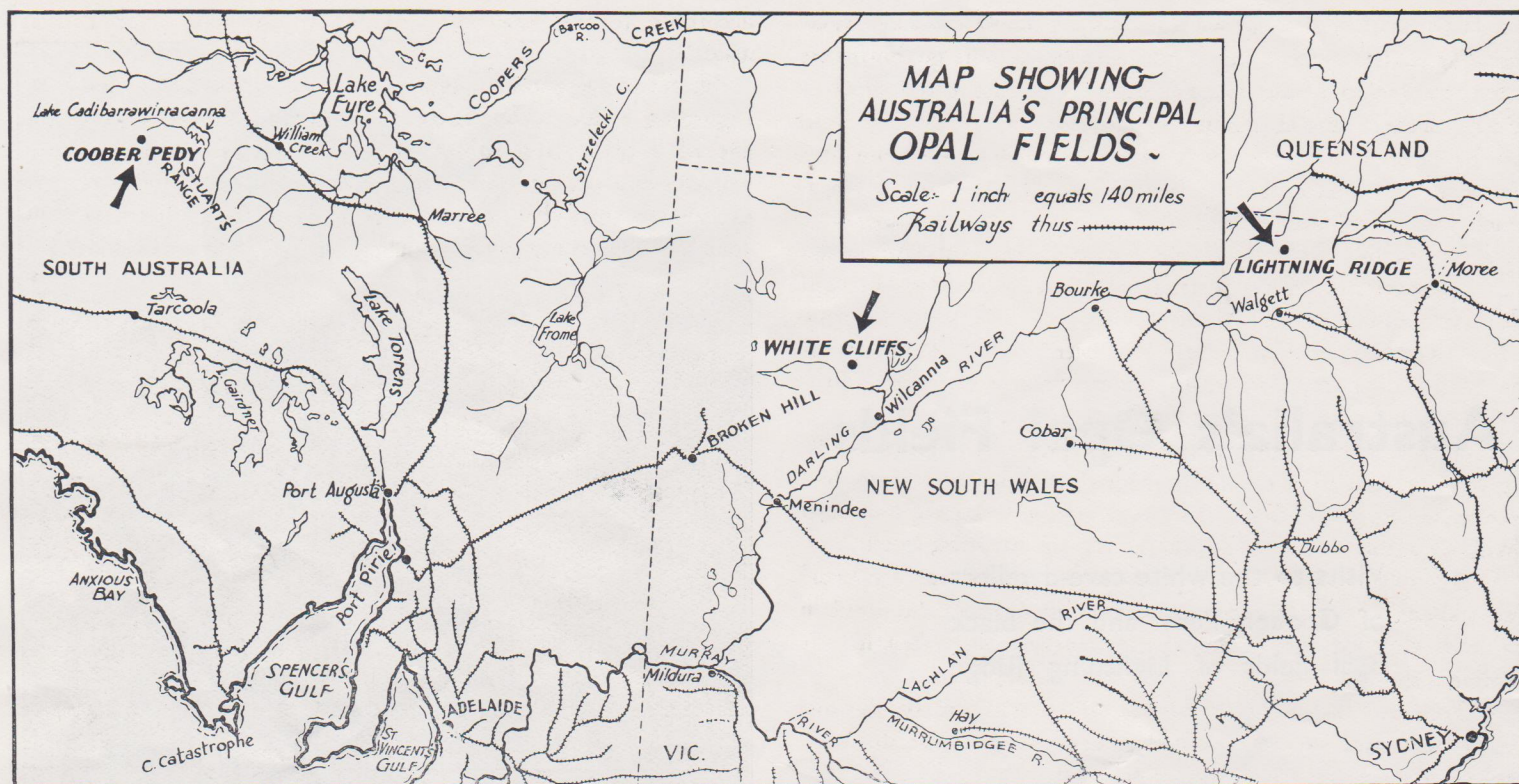 MAP SHOWING
AUSTRALIA'S PRINCIPAL
OPAL FIELDS.
Scale:- 1 inch equals 140 miles
Railways thus
COOPERS
(Barcoo
R.)
CREEK
Strzelecki C.
Lake
Eyre
Lake Cadibarrawirracanna
COOBER PEDY
STUART'S
RANGE
William
Creek
Marree
QUEENSLAND
SOUTH AUSTRALIA
Tarcoola
Lake Torrens
L. Gairdner
Lake
Frome
LIGHTNING RIDGE
Moree
Walgett
Bourke
WHITE CLIFFS
Wilcannia
DARLING
RIVER
BROKEN HILL
Cobar
NEW SOUTH WALES
Menindee
Port Augusta
Port Pirie
Dubbo
ANXIOUS
BAY
SPENCER'S
GULF
C. Catastrophe
ADELAIDE
ST
VINCENT'S
GULF
MURRAY
Mildura
RIVER
VIC.
LACHLAN
RIVER
Hay
MURRUMBIDGEE
R.
SYDNEY